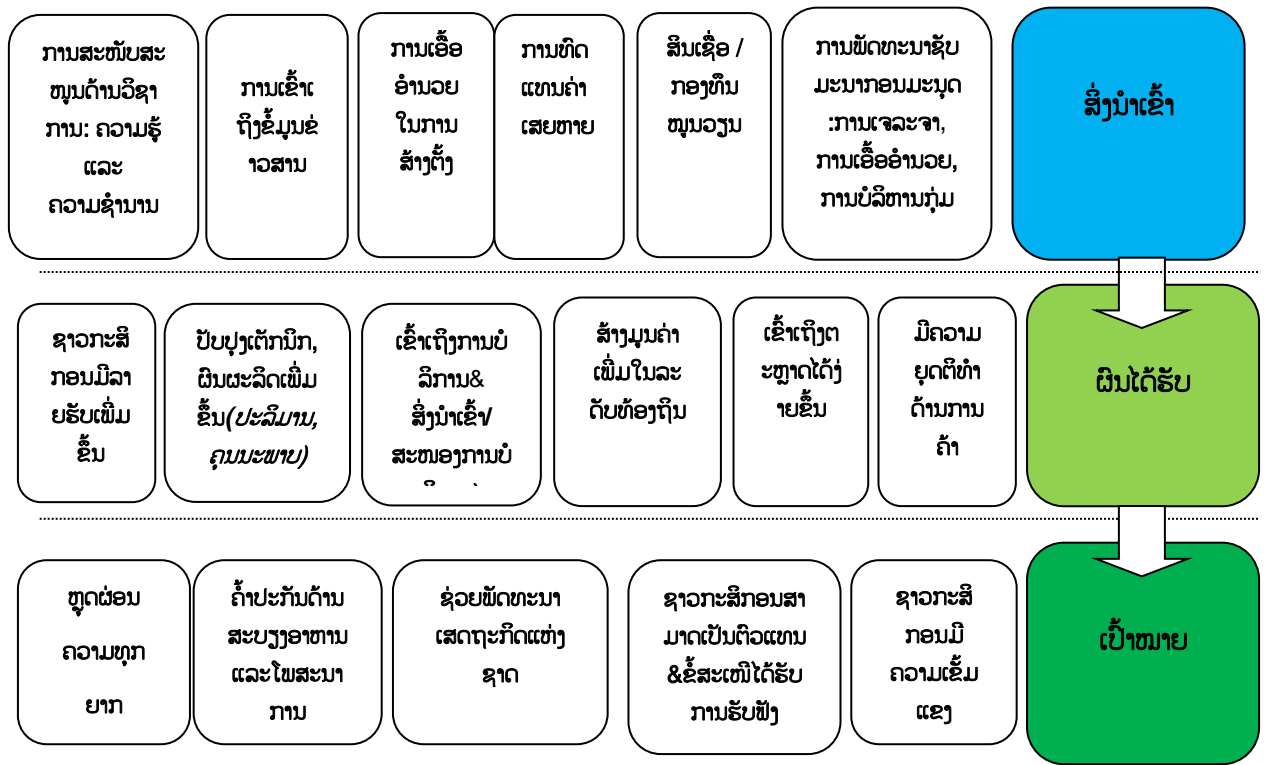 ການສະໜັບສະ
ໜູນດ້ານວິຊາ
ການ: ຄວາມຮູ້
ແລະ
ຄວາມຊໍານານ
ການເຂົ້າເ
ຖິງຂໍ້ມູນຂ່
າວສານ
ການເອື້ອ
ອໍານວຍ
ໃນການ
ສ້າງຕັ້ງ
ການທົດ
ແທນຄ່າ
ເສຍຫາຍ
ສິນເຊື່ອ /
ກອງທຶນ
ໝູນວຽນ
ການພັດທະນາຊັບ
ພະນາກອນມະນຸດ
:ການເຈລະຈາ,
ການເອື້ອອໍານວຍ,
ການບໍລິຫານກຸ່ມ
ສິ່ງນໍາເຂົ້າ
ຊາວກະສິ
ກອນມີລາ
ຍຮັບເພີ່ມ
ຂຶ້ນ
ປັບປຸງເຕັກນິກ,
ຜົນຜະລິດເພີ່ມ
ຂຶ້ນ(ປະລິມານ,
ຄຸນນະພາບ)
ເຂົ້າເຖິງການບໍ
ລິການ&
ສິ່ງນໍາເຂົ້າ/
ສະໜອງການບໍ
ສ້າງມູນຄ່າ
ເພີ່ມໃນລະ
ດັບທ້ອງຖິນ
ເຂົ້າເຖິງຕ
ະຫຼາດໄດ້ງ່
າຍຂຶ້ນ
ມີຄວາມ
ຍຸດຕິທໍາ
ດ້ານການ
ຄ້າ
ຜົນໄດ້ຮັບ
ຫຼຸດຜ່ອນ
ຄວາມທຸກ
ຍາກ
ຄໍ້າປະກັນດ້ານ
ສະບຽງອາຫານ
ແລະໂພສະນາ
ການ
ຊ່ວຍພັດທະນາ
ເສດຖະກິດແຫ່ງ
ຊາດ
ຊາວກະສິກອນສາ
ມາດເປັນຕົວແທນ
&ຂໍ້ສະເໜີໄດ້ຮັບ
ການຮັບຟັງ
ຊາວກະສິ
ກອນມີ
ຄວາມເຂັ້ມ
ແຂງ
ເປົ້າໝາຍ